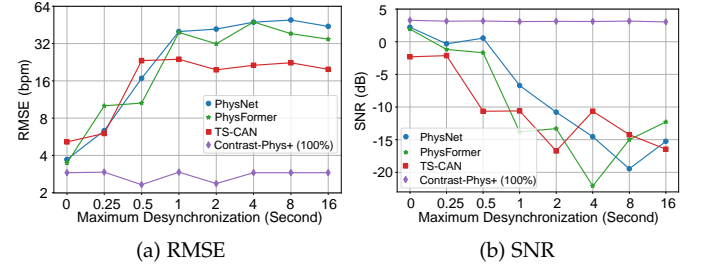 64
32
16
8
4
2
RMSE (bpm)
PhysNet
PhysFormer
TS-CAN
Contrast-Phys+ (100%)
0 0.25 0.5 1 2 4 8 16
Maximum Desynchronization (Second)
(a) RMSE
5
0
−5
−10
−15
−20
SNR (dB)
PhysNet
PhysFormer
TS-CAN
Contrast-Phys+ (100%)
0 0.25 0.5 1 2 4 8 16
Maximum Desynchronization (Second)
(b) SNR